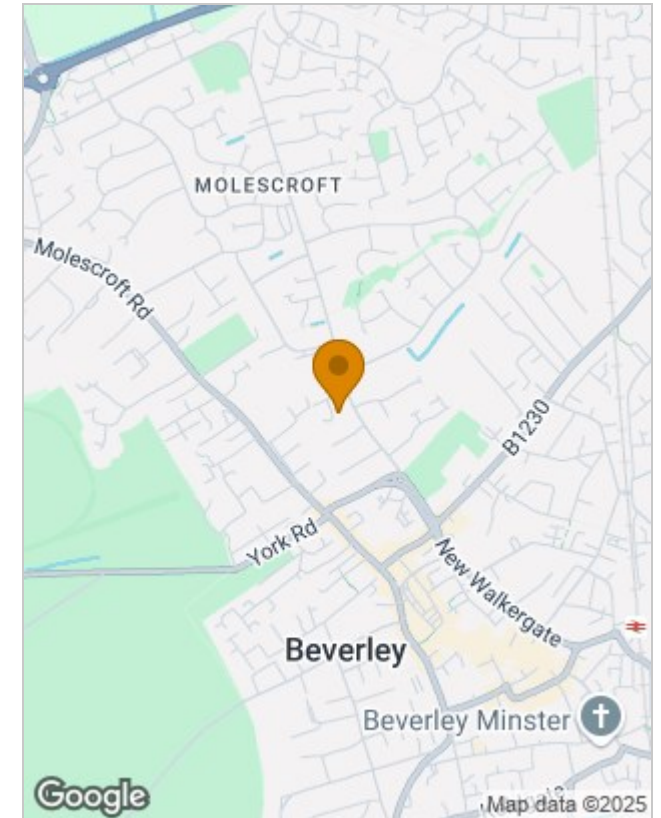 MOLESCROFT
Molescroft Rd
B1230
York Rd
New Walkergate
Beverley
Beverley Minster
Google
Map data ©2025